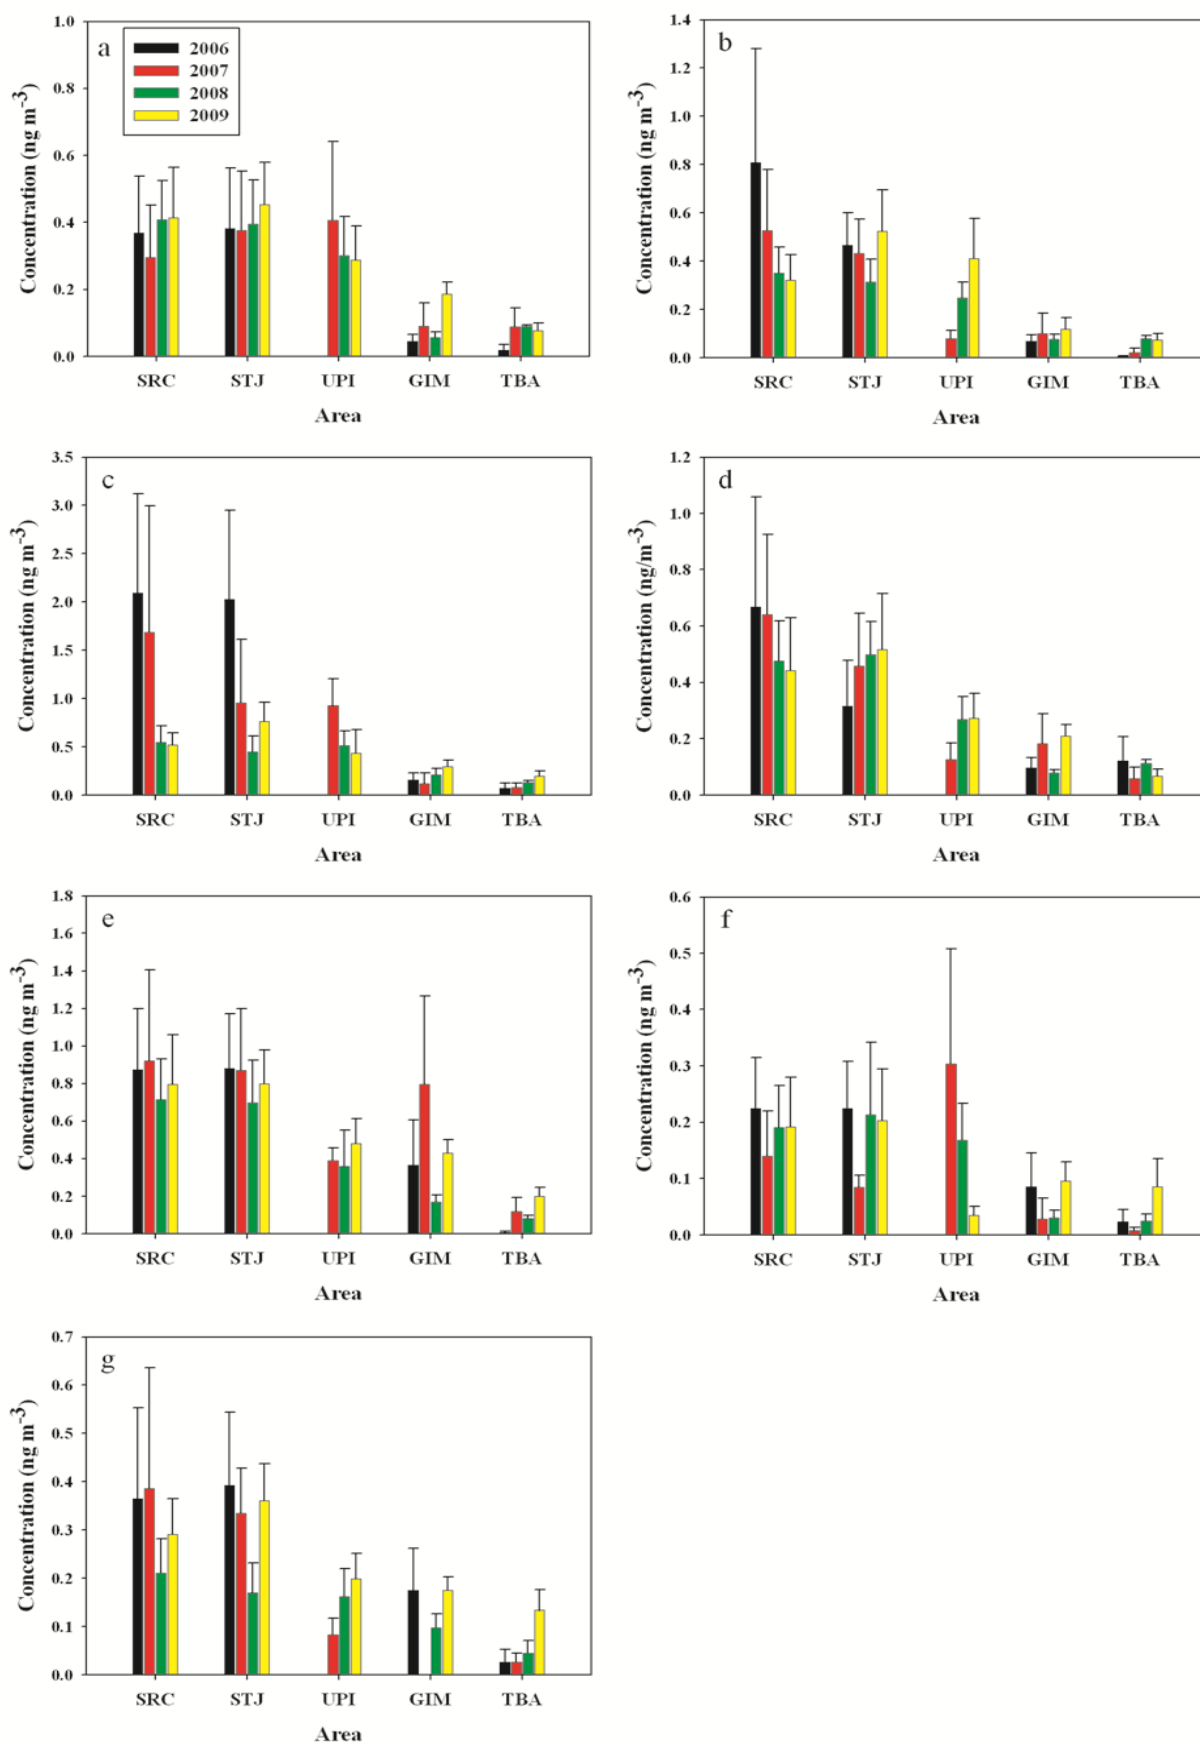 a
2006
2007
2008
2009
1.0
0.8
0.6
0.4
0.2
0.0
Concentration (ng m⁻³)
SRC STJ UPI GIM TBA
Area
b
1.4
1.2
1.0
0.8
0.6
0.4
0.2
0.0
Concentration (ng m⁻³)
SRC STJ UPI GIM TBA
Area
c
3.5
3.0
2.5
2.0
1.5
1.0
0.5
0.0
Concentration (ng m⁻³)
SRC STJ UPI GIM TBA
Area
d
1.2
1.0
0.8
0.6
0.4
0.2
0.0
Concentration (ng/m⁻³)
SRC STJ UPI GIM TBA
Area
e
1.8
1.6
1.4
1.2
1.0
0.8
0.6
0.4
0.2
0.0
Concentration (ng m⁻³)
SRC STJ UPI GIM TBA
Area
f
0.6
0.5
0.4
0.3
0.2
0.1
0.0
Concentration (ng m⁻³)
SRC STJ UPI GIM TBA
Area
g
0.7
0.6
0.5
0.4
0.3
0.2
0.1
0.0
Concentration (ng m⁻³)
SRC STJ UPI GIM TBA
Area